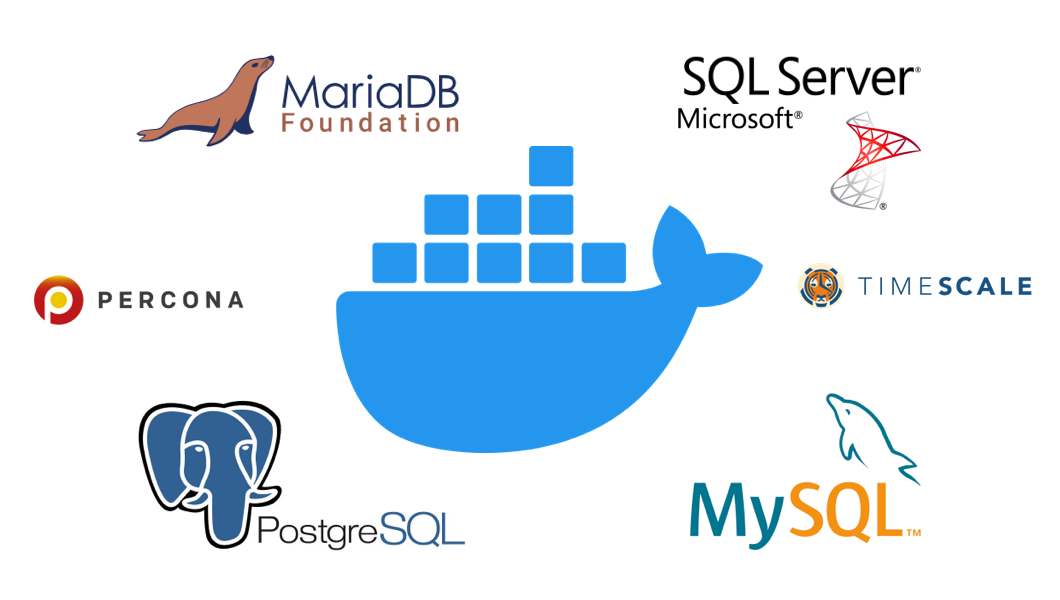 MariaDB
Foundation
SQL Server®
Microsoft®
®
PERCONA
TIMESCALE
PostgreSQL
MySQL™